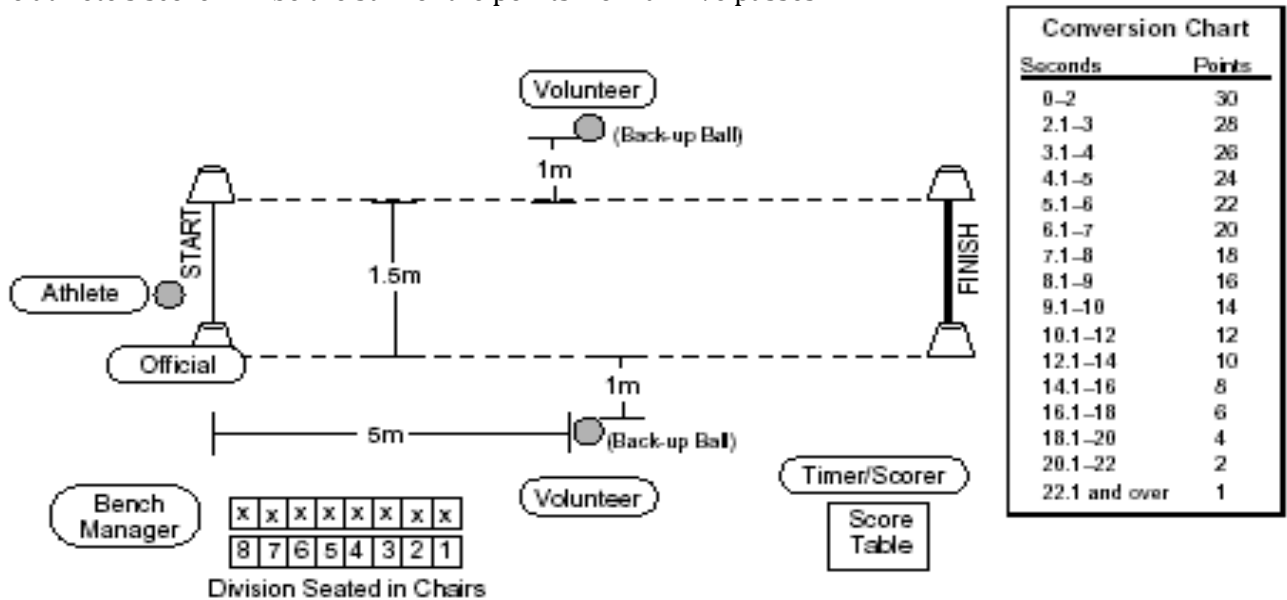 Conversion Chart
Seconds Points
0–2 30
2.1–3 28
3.1–4 26
4.1–5 24
5.1–6 22
6.1–7 20
7.1–8 18
8.1–9 16
9.1–10 14
10.1–12 12
12.1–14 10
14.1–16 8
16.1–18 6
18.1–20 4
20.1–22 2
22.1 and over 1
Volunteer
(Back-up Ball)
1m
START
1.5m
FINISH
Athlete
Official
1m
5m
(Back-up Ball)
Volunteer
Timer/Scorer
Bench
Manager
x x x x x x x x
8 7 6 5 4 3 2 1
Score
Table
Division Seated in Chairs